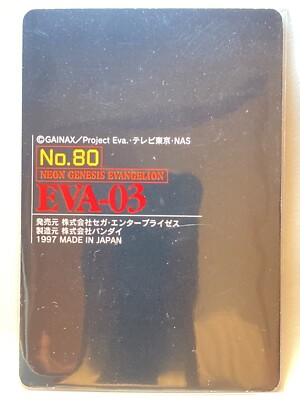 ©GAINAX／Project Eva.・テレビ東京・NAS
No.80
NEON GENESIS EVANGELION
EVA-03
発売元 株式会社セガ・エンタープライゼス
製造元 株式会社バンダイ
1997 MADE IN JAPAN